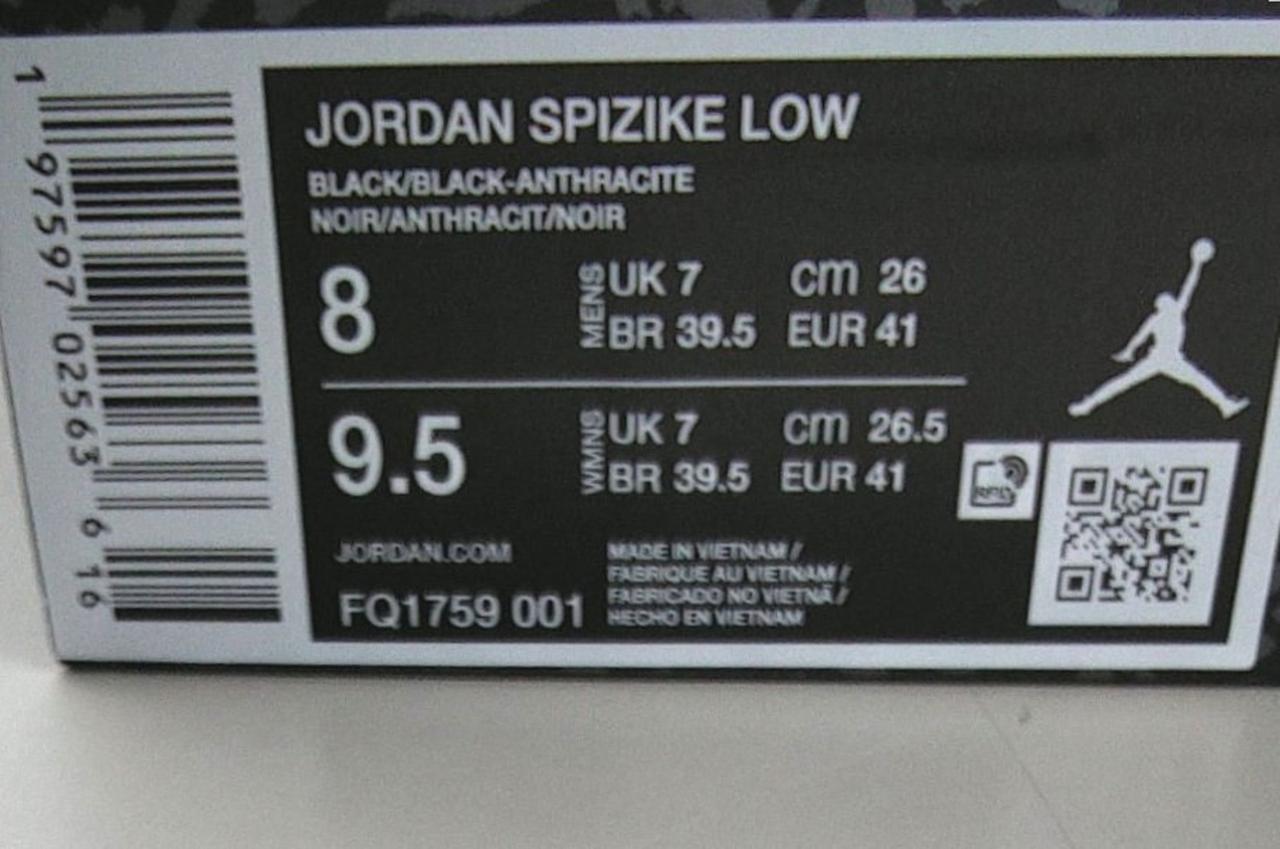 JORDAN SPIZIKE LOW
BLACK/BLACK-ANTHRACITE
NOIR/ANTHRACIT/NOIR
8 MENS UK 7 cm 26
BR 39.5 EUR 41
9.5 WMNS UK 7 cm 26.5
BR 39.5 EUR 41
JORDAN.COM
FQ1759 001
MADE IN VIETNAM /
FABRIQUE AU VIETNAM /
FABRICADO NO VIETNÃ /
HECHO EN VIETNAM
RFID
1 97597 02563 6 16